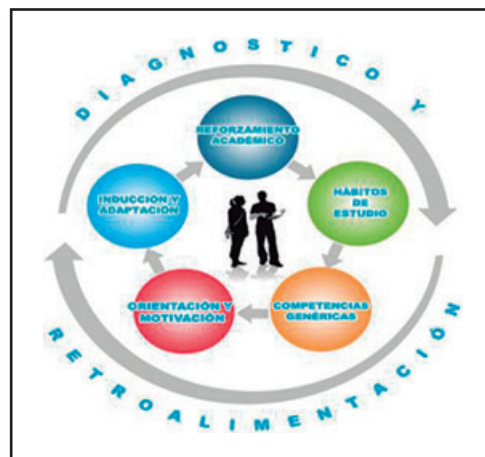 DIAGNOSTICO Y
REFORZAMIENTO
ACADÉMICO
INDUCCIÓN Y
ADAPTACIÓN
HÁBITOS
DE
ESTUDIO
ORIENTACIÓN Y
MOTIVACIÓN
COMPETENCIAS
GENÉRICAS
RETROALIMENTACIÓN